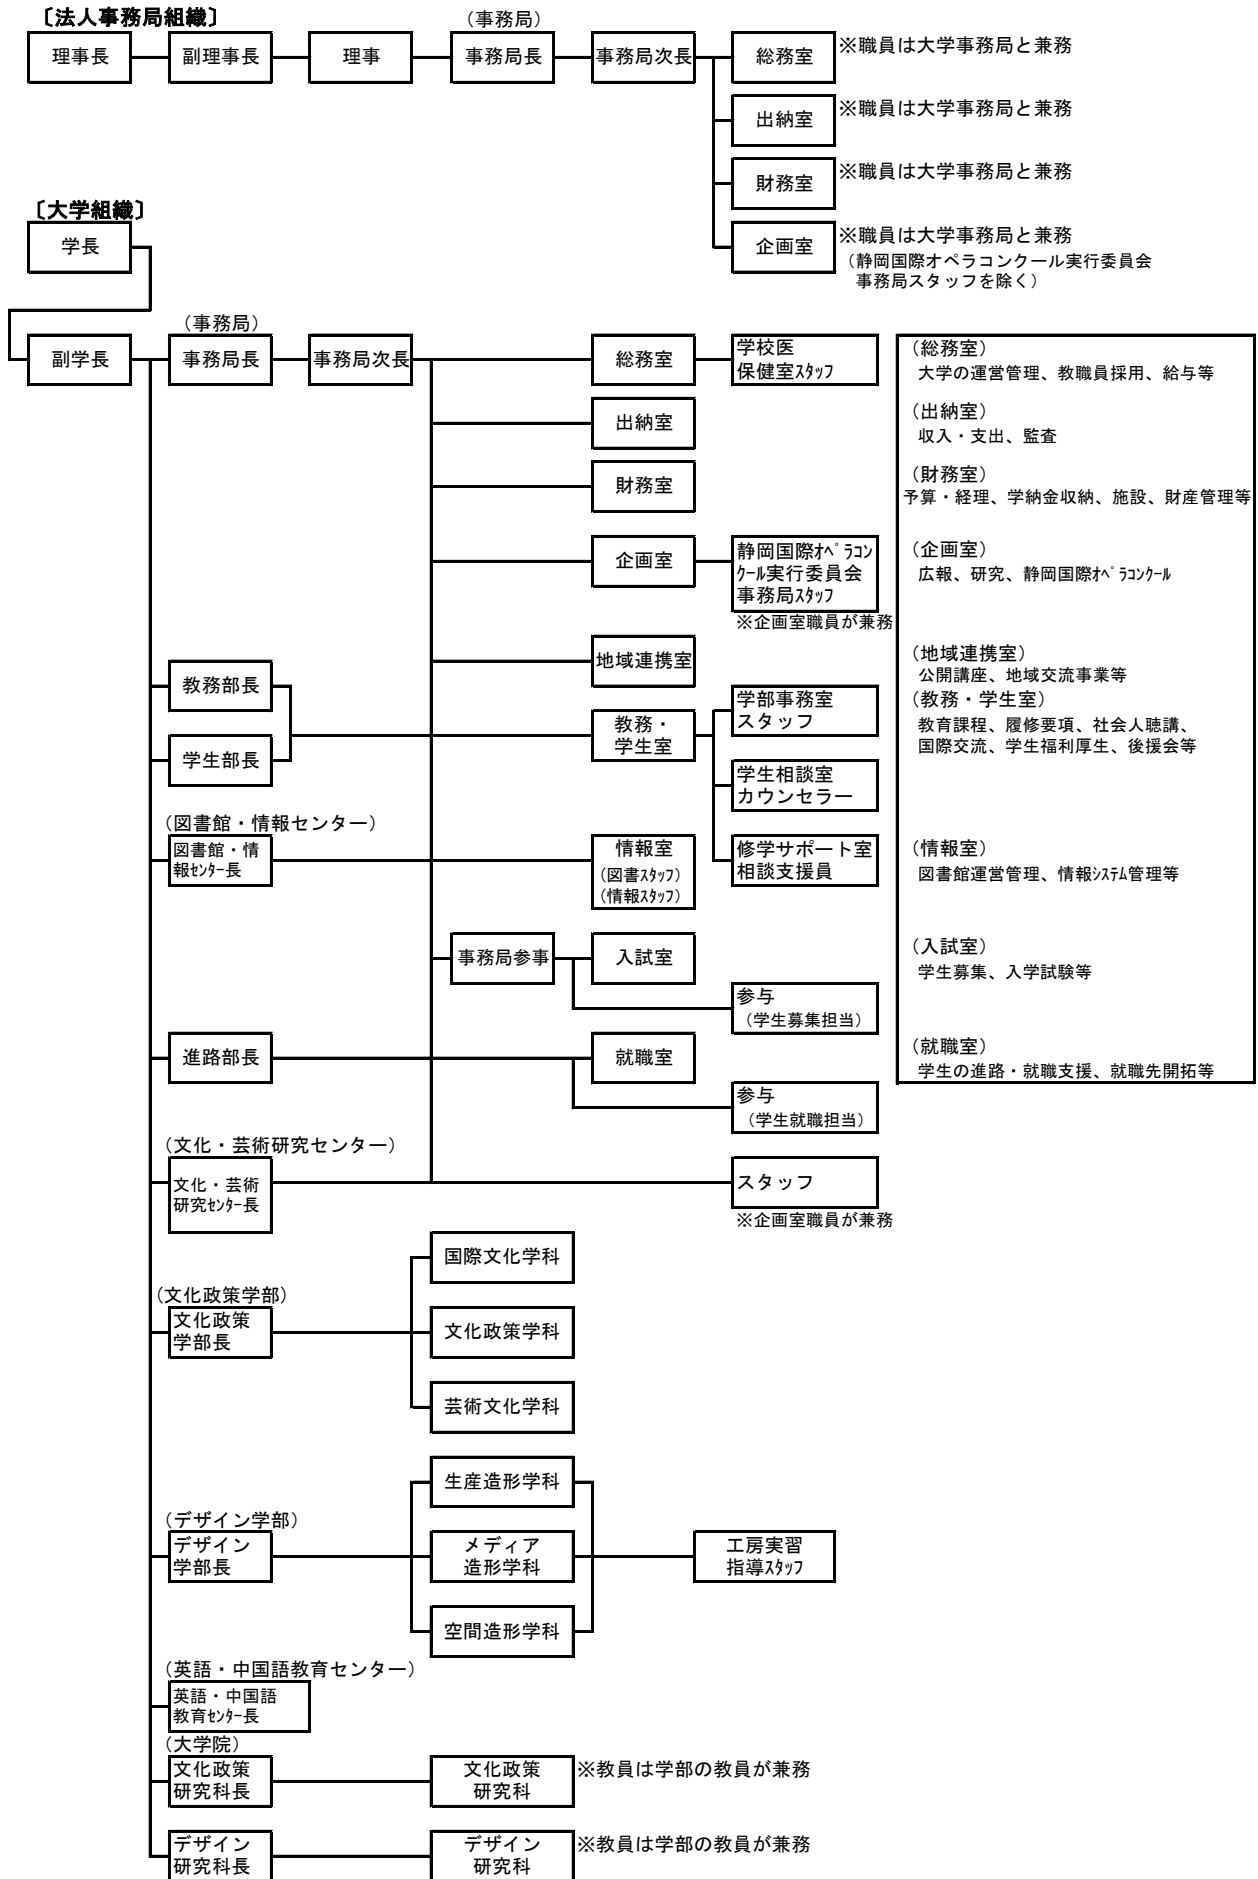 〔法人事務局組織〕
（事務局）
理事長
副理事長
理事
事務局長
事務局次長
総務室
※職員は大学事務局と兼務
出納室
※職員は大学事務局と兼務
財務室
※職員は大学事務局と兼務
企画室
※職員は大学事務局と兼務
（静岡国際オペラコンクール実行委員会
事務局スタッフを除く）
〔大学組織〕
学長
副学長
（事務局）
事務局長
事務局次長
総務室
学校医
保健室ｽﾀｯﾌ
出納室
財務室
企画室
静岡国際ｵﾍﾟﾗｺﾝ
ｸｰﾙ実行委員会
事務局ｽﾀｯﾌ
※企画室職員が兼務
地域連携室
教務部長
学生部長
教務・
学生室
学部事務室
スタッフ
学生相談室
カウンセラー
修学サポート室
相談支援員
（図書館・情報センター）
図書館・情
報ｾﾝﾀｰ長
情報室
（図書ｽﾀｯﾌ）
（情報ｽﾀｯﾌ）
事務局参事
入試室
参与
（学生募集担当）
進路部長
就職室
参与
（学生就職担当）
（文化・芸術研究センター）
文化・芸術
研究ｾﾝﾀｰ長
スタッフ
※企画室職員が兼務
（総務室）
大学の運営管理、教職員採用、給与等
（出納室）
収入・支出、監査
（財務室）
予算・経理、学納金収納、施設、財産管理等
（企画室）
広報、研究、静岡国際ｵﾍﾟﾗｺﾝｸｰﾙ
（地域連携室）
公開講座、地域交流事業等
（教務・学生室）
教育課程、履修要項、社会人聴講、
国際交流、学生福利厚生、後援会等
（情報室）
図書館運営管理、情報ｼｽﾃﾑ管理等
（入試室）
学生募集、入学試験等
（就職室）
学生の進路・就職支援、就職先開拓等
（文化政策学部）
文化政策
学部長
国際文化学科
文化政策学科
芸術文化学科
（デザイン学部）
デザイン
学部長
生産造形学科
メディア
造形学科
空間造形学科
工房実習
指導ｽﾀｯﾌ
（英語・中国語教育センター）
英語・中国語
教育ｾﾝﾀｰ長
（大学院）
文化政策
研究科長
文化政策
研究科
※教員は学部の教員が兼務
デザイン
研究科長
デザイン
研究科
※教員は学部の教員が兼務